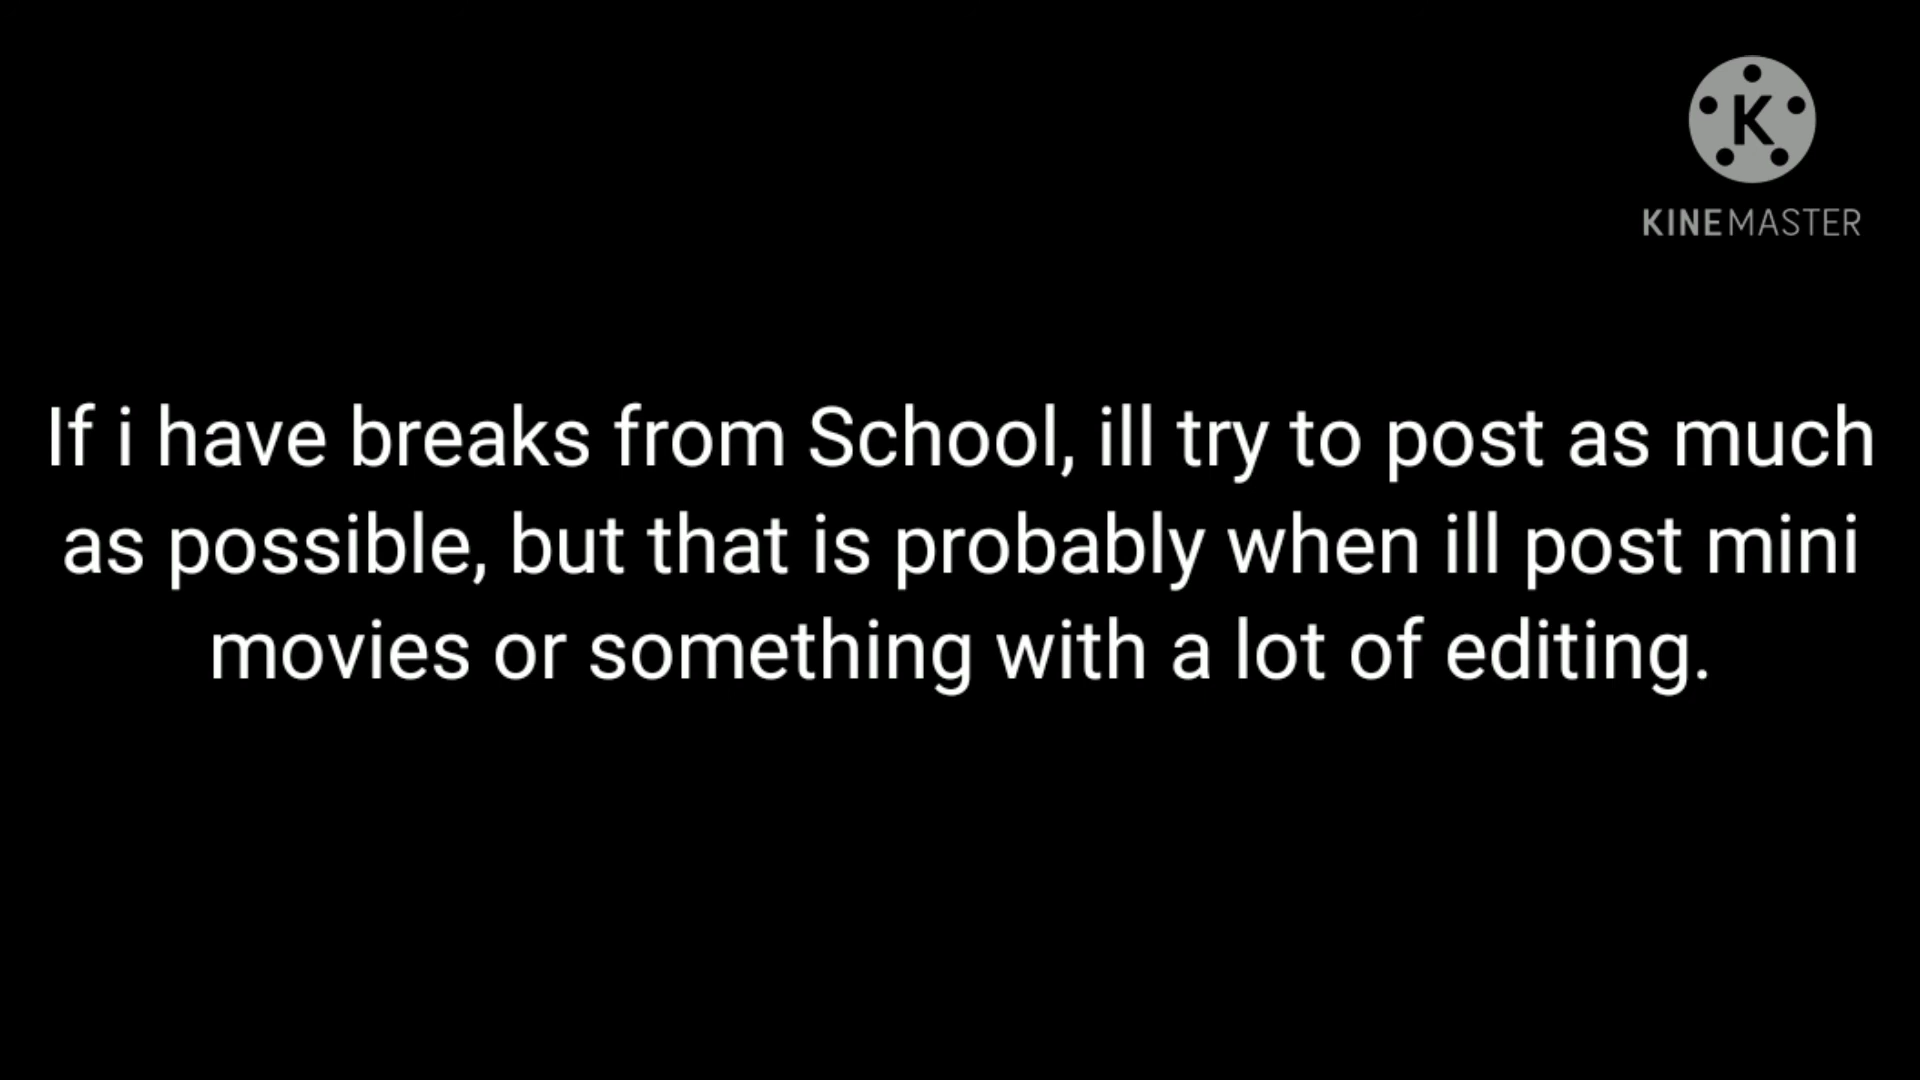 K
KINEMASTER
If i have breaks from School, ill try to post as much
as possible, but that is probably when ill post mini
movies or something with a lot of editing.